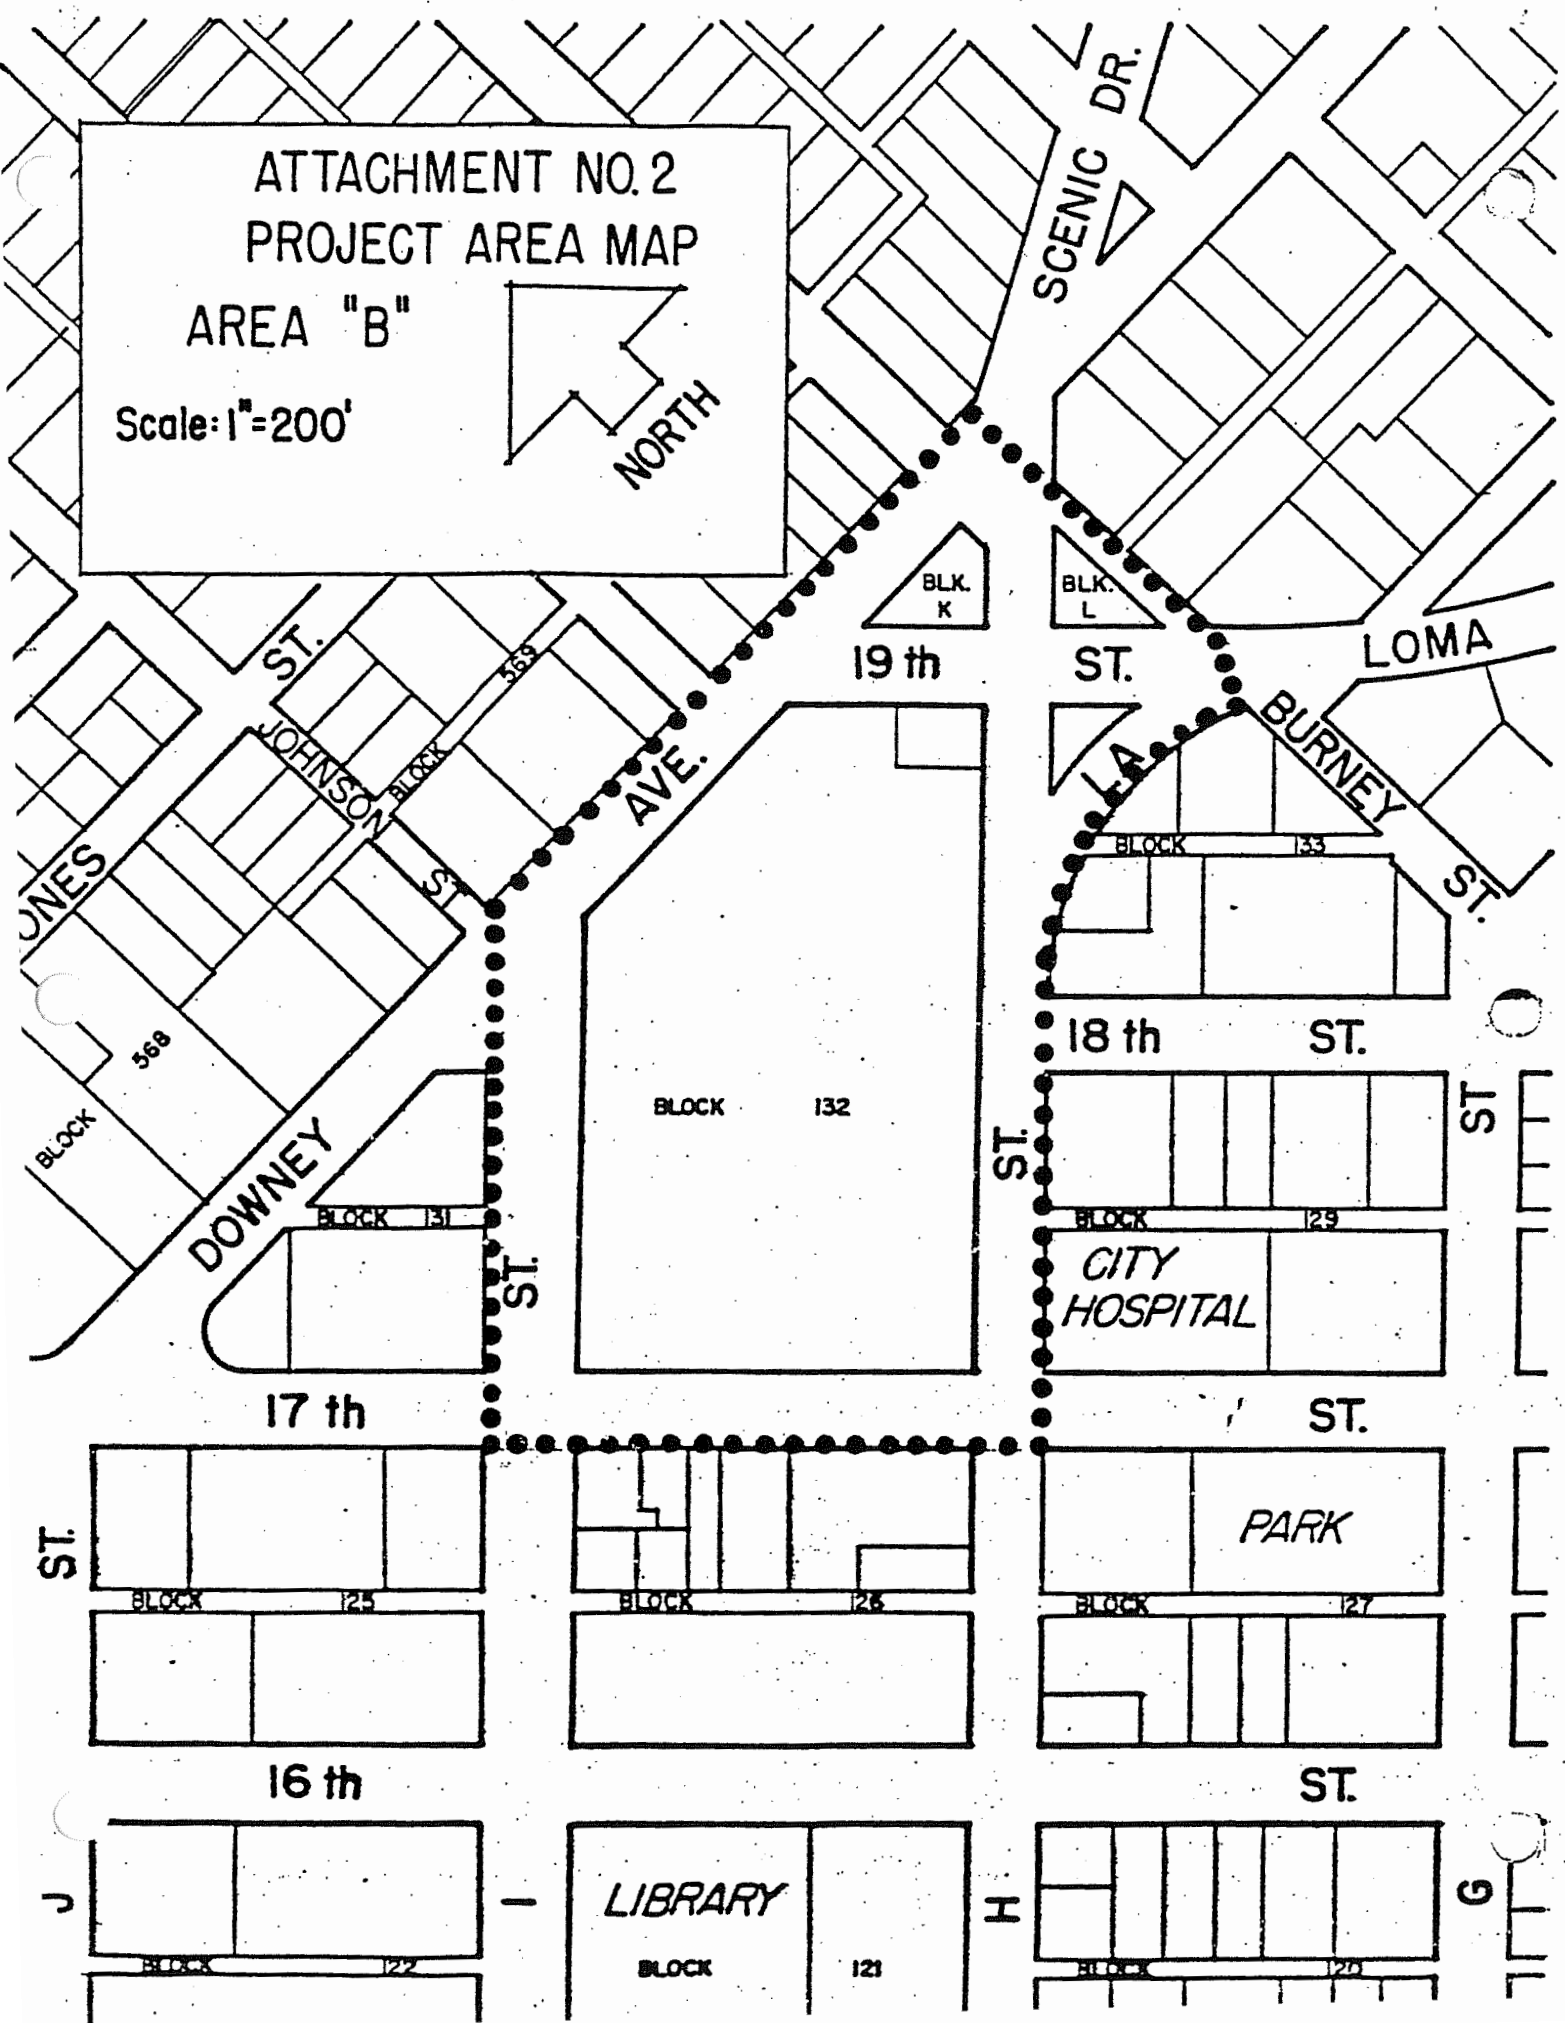 ATTACHMENT NO. 2
PROJECT AREA MAP
AREA "B"
Scale: 1"=200'
NORTH
SCENIC DR.
BLK.
K
BLK.
L
19 th ST.
LOMA
ST.
JOHNSON ST
BLOCK 569
AVE.
LA
BURNEY ST.
BLOCK 133
ONES
18 th ST.
568
BLOCK
BLOCK 132
ST.
ST
DOWNEY
BLOCK 131
BLOCK 129
ST.
CITY
HOSPITAL
17 th ST.
PARK
ST.
BLOCK 125
BLOCK 126
BLOCK 127
16 th ST.
J
I
LIBRARY
H
G
BLOCK 122
BLOCK 121
BLOCK 120